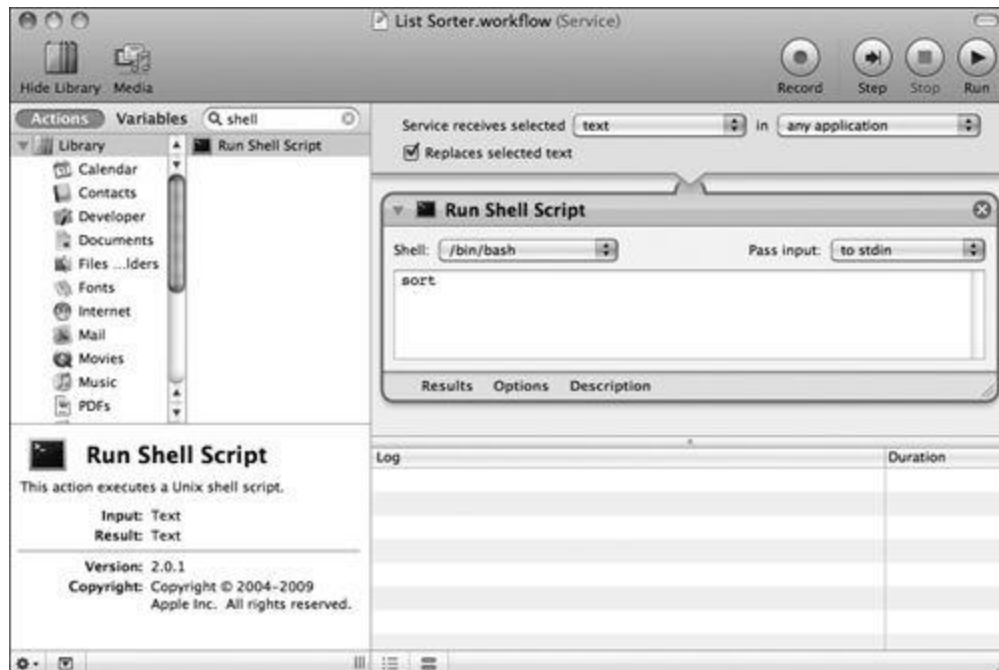 List Sorter.workflow (Service)
Hide Library
Media
Record
Step
Stop
Run
Actions
Variables
shell
Library
Calendar
Contacts
Developer
Documents
Files ...lders
Fonts
Internet
Mail
Movies
Music
PDFs
Run Shell Script
Service receives selected text in any application
Replaces selected text
Run Shell Script
Shell: /bin/bash
Pass input: to stdin
sort
Results Options Description
Run Shell Script
This action executes a Unix shell script.
Input: Text
Result: Text
Version: 2.0.1
Copyright: Copyright © 2004–2009
Apple Inc. All rights reserved.
Log
Duration